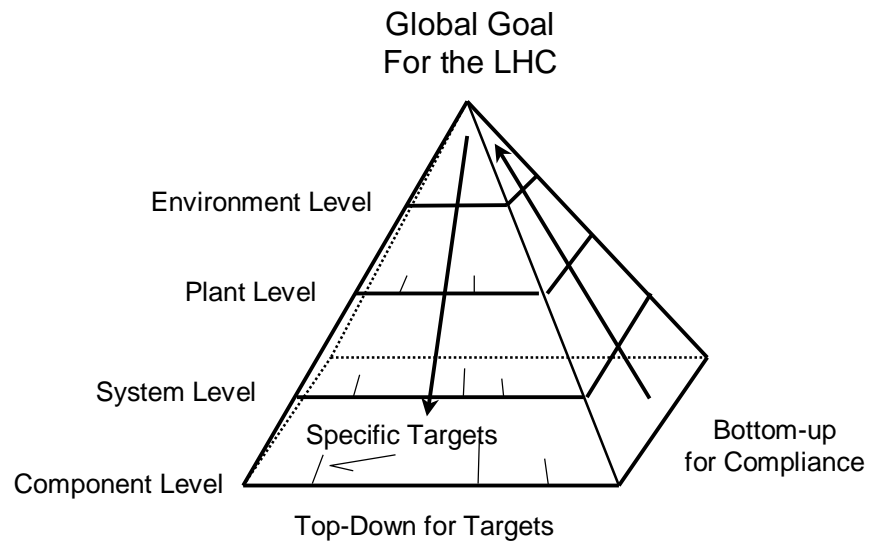 Global Goal
For the LHC
Environment Level
Plant Level
System Level
Specific Targets
Bottom-up
for Compliance
Component Level
Top-Down for Targets